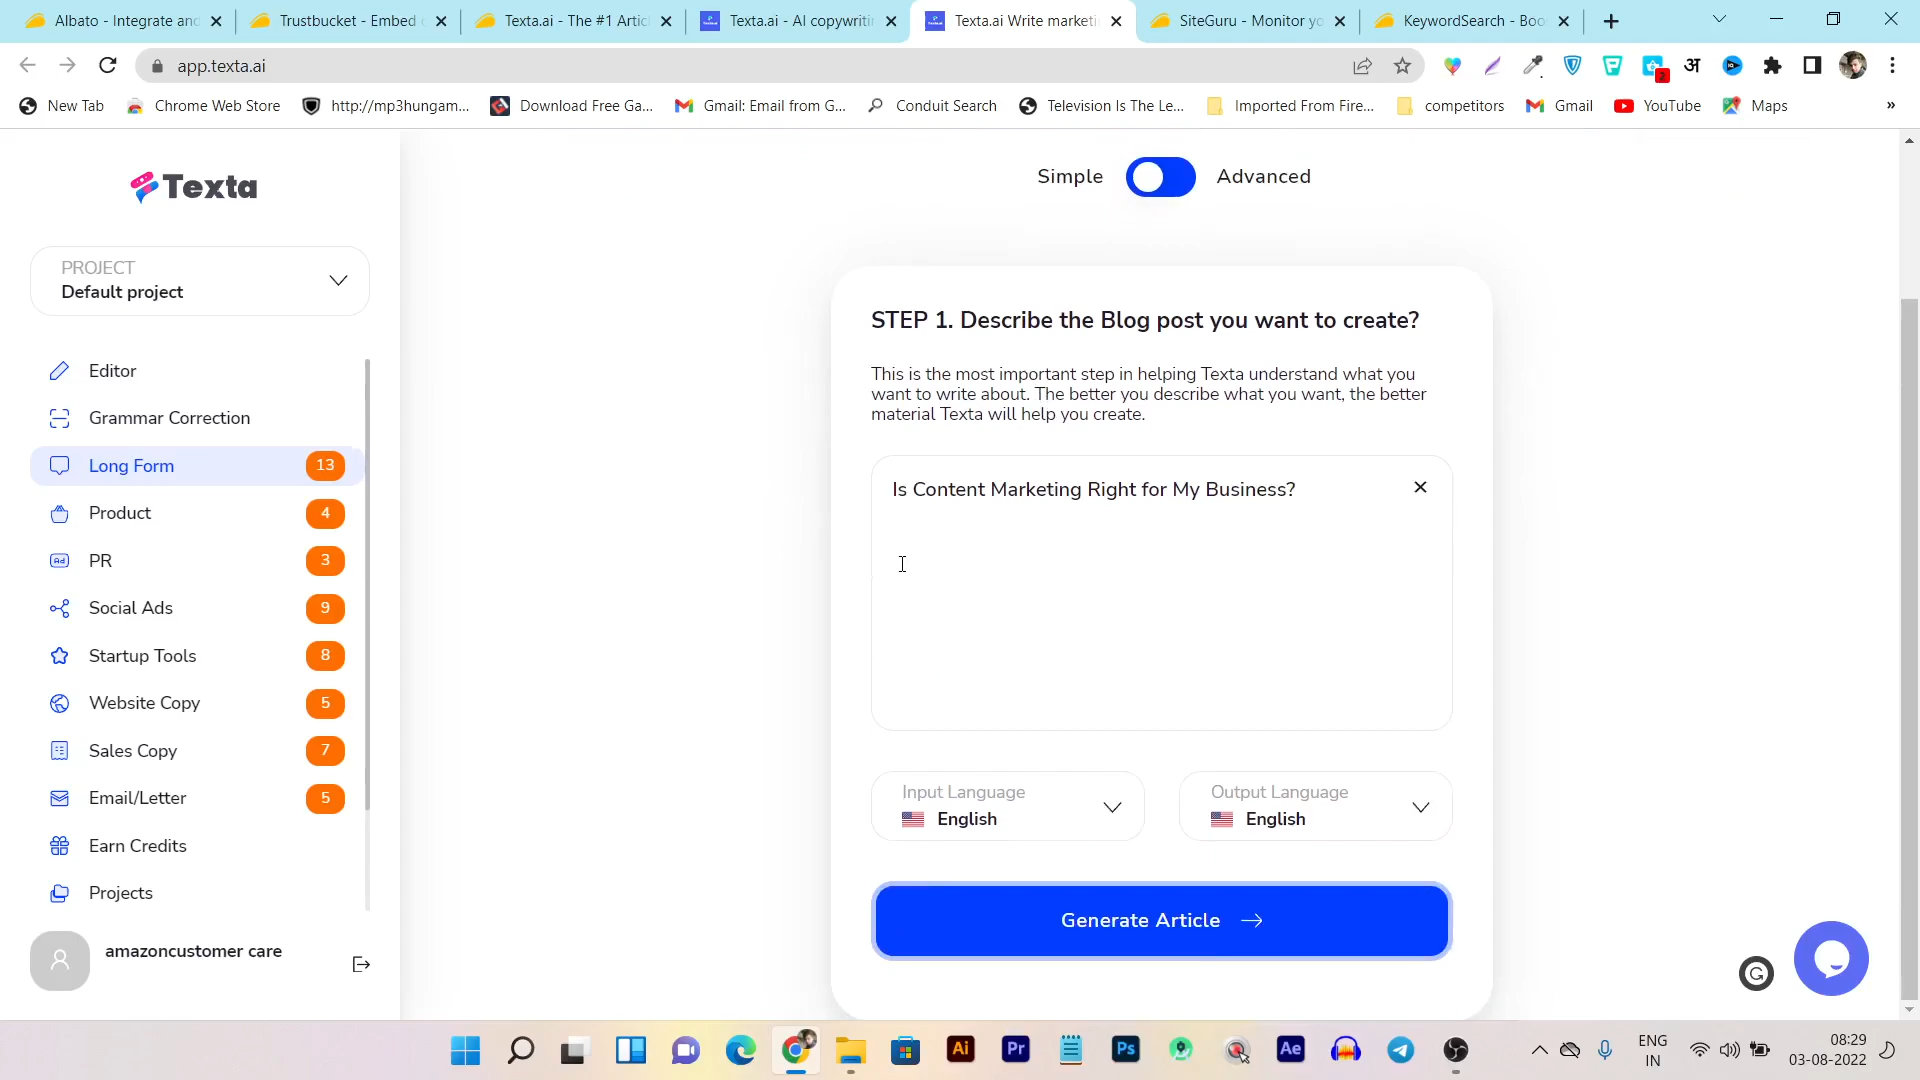 Albato - Integrate and
Trustbucket - Embed
Texta.ai - The #1 Artic
Texta.ai - AI copywriti
Texta.ai Write marketi
SiteGuru - Monitor yo
KeywordSearch - Boo
app.texta.ai
2
अ
New Tab
Chrome Web Store
http://mp3hungam...
Download Free Ga...
Gmail: Email from G...
Conduit Search
Television Is The Le...
Imported From Fire...
competitors
Gmail
YouTube
Maps
»
Texta
Simple
Advanced
PROJECT
Default project
Editor
Grammar Correction
Long Form 13
Product 4
PR 3
Social Ads 9
Startup Tools 8
Website Copy 5
Sales Copy 7
Email/Letter 5
Earn Credits
Projects
amazoncustomer care
STEP 1. Describe the Blog post you want to create?
This is the most important step in helping Texta understand what you
want to write about. The better you describe what you want, the better
material Texta will help you create.
Is Content Marketing Right for My Business?
Input Language
English
Output Language
English
Generate Article
Ai
Pr
Ps
Ae
ENG
IN
08:29
03-08-2022